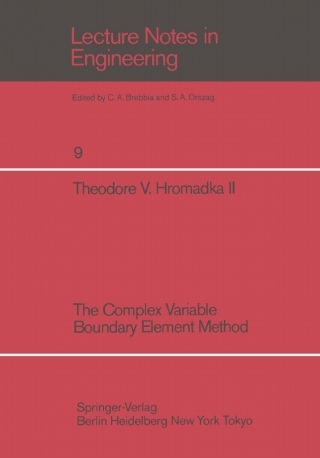 Lecture Notes in
Engineering
Edited by C. A. Brebbia and S. A. Orszag
9
Theodore V. Hromadka II
The Complex Variable
Boundary Element Method
Springer-Verlag
Berlin Heidelberg New York Tokyo